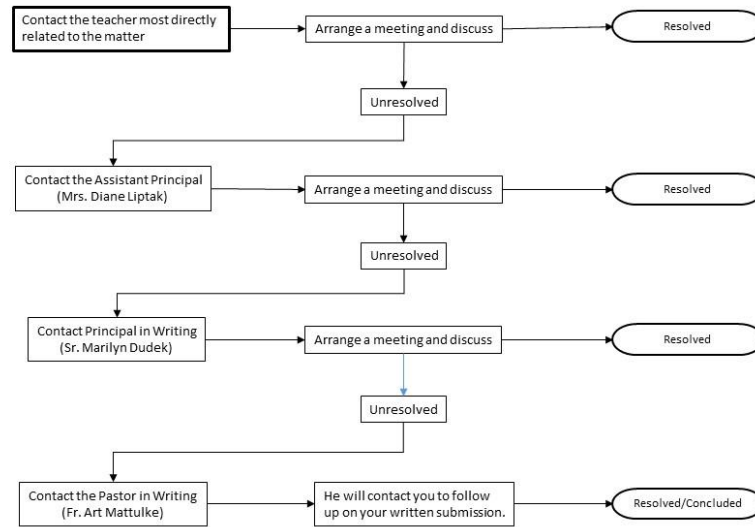 Contact the teacher most directly
related to the matter
Arrange a meeting and discuss
Resolved
Unresolved
Contact the Assistant Principal
(Mrs. Diane Liptak)
Arrange a meeting and discuss
Resolved
Unresolved
Contact Principal in Writing
(Sr. Marilyn Dudek)
Arrange a meeting and discuss
Resolved
Unresolved
Contact the Pastor in Writing
(Fr. Art Mattulke)
He will contact you to follow
up on your written submission.
Resolved/Concluded